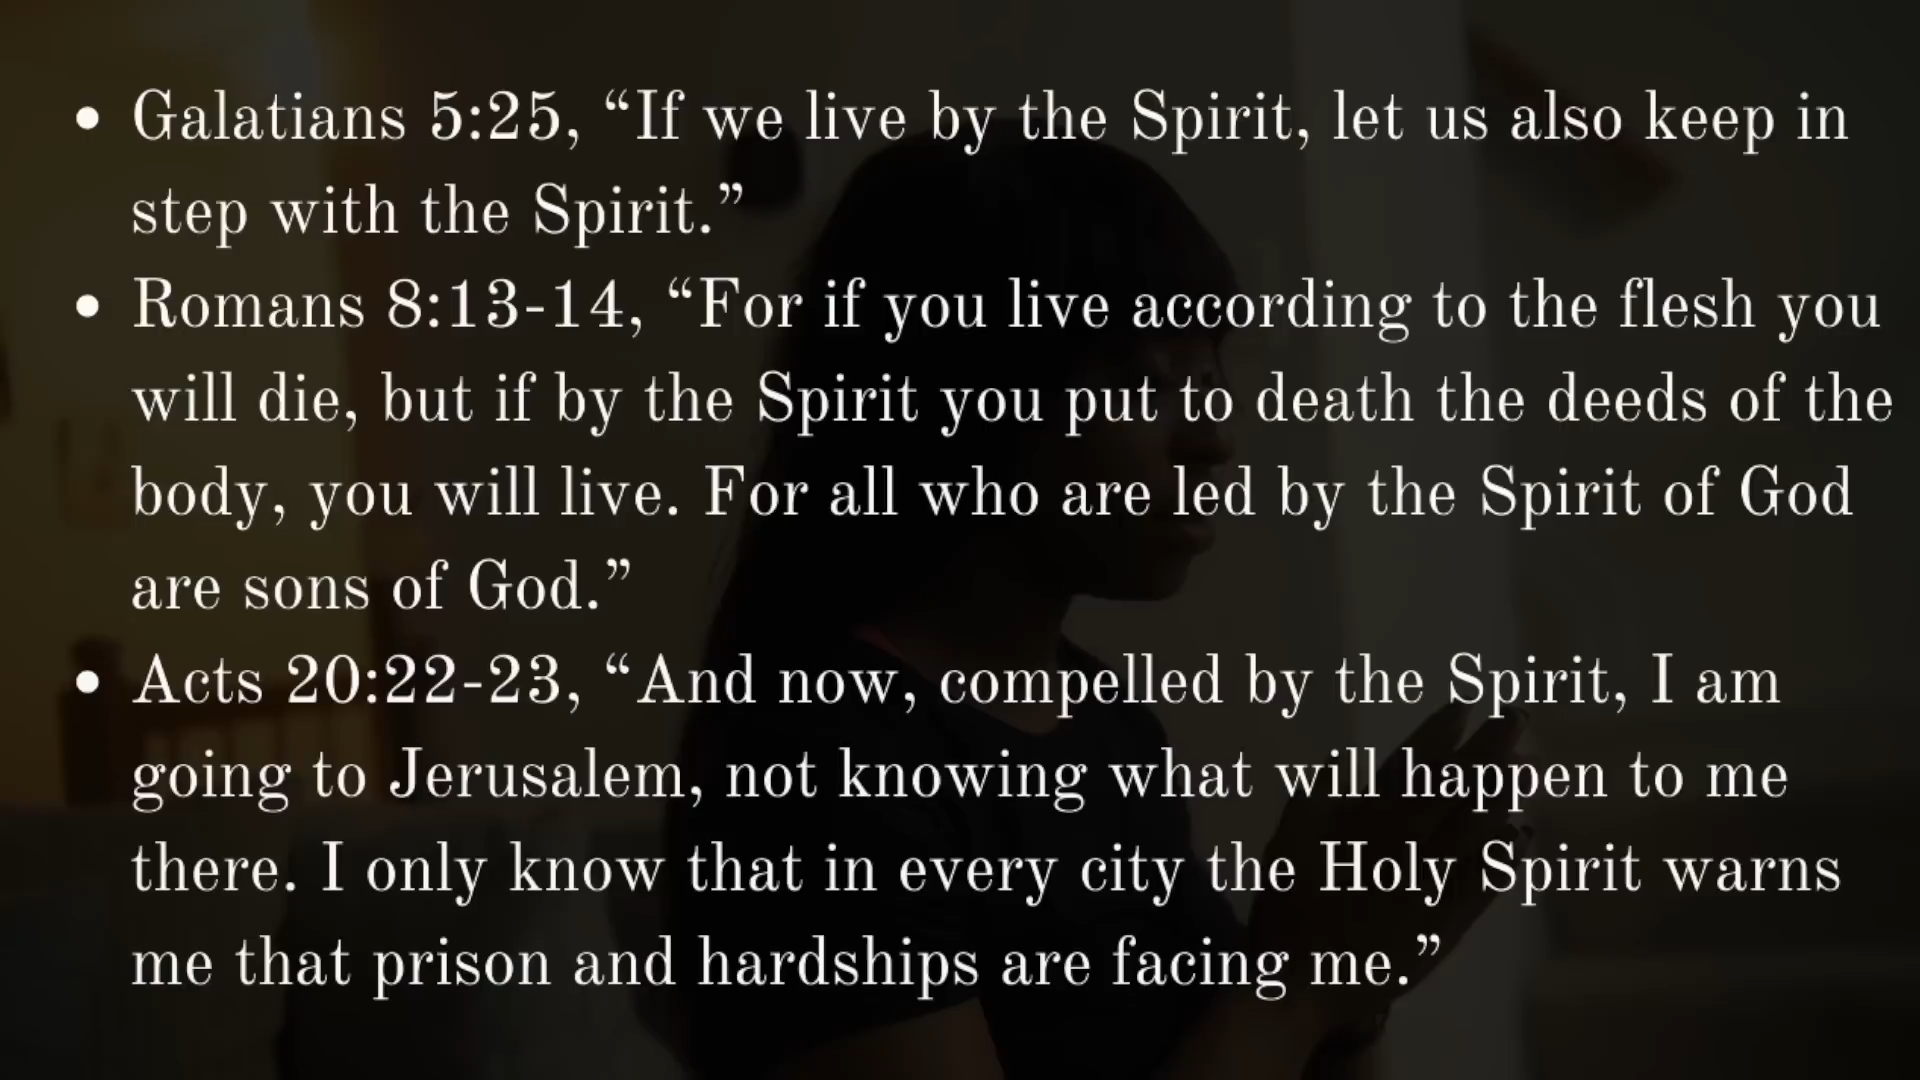 • Galatians 5:25, “If we live by the Spirit, let us also keep in
step with the Spirit.”
• Romans 8:13-14, “For if you live according to the flesh you
will die, but if by the Spirit you put to death the deeds of the
body, you will live. For all who are led by the Spirit of God
are sons of God.”
• Acts 20:22-23, “And now, compelled by the Spirit, I am
going to Jerusalem, not knowing what will happen to me
there. I only know that in every city the Holy Spirit warns
me that prison and hardships are facing me.”